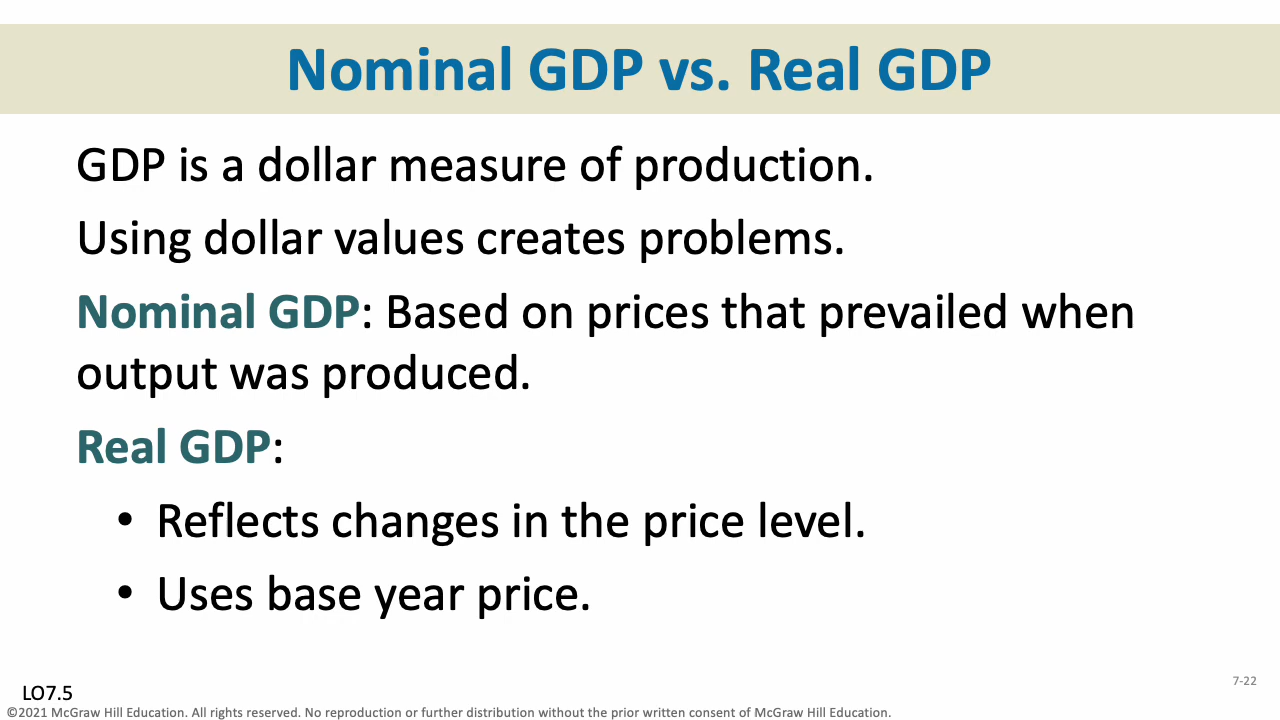 Nominal GDP vs. Real GDP
GDP is a dollar measure of production.
Using dollar values creates problems.
Nominal GDP: Based on prices that prevailed when
output was produced.
Real GDP:
• Reflects changes in the price level.
• Uses base year price.
7-22
LO7.5
©2021 McGraw Hill Education. All rights reserved. No reproduction or further distribution without the prior written consent of McGraw Hill Education.